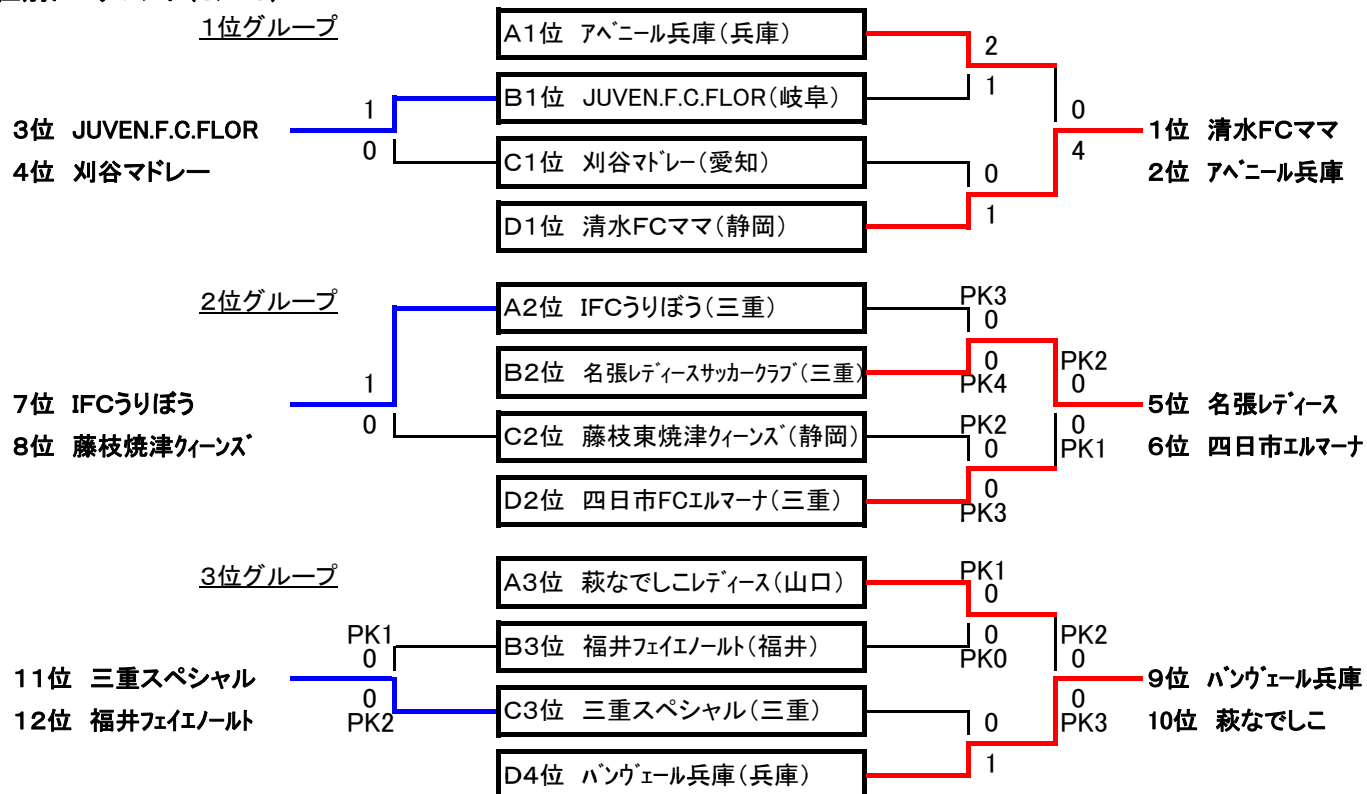 1位グループ
A1位 アベニール兵庫(兵庫)
2
B1位 JUVEN.F.C.FLOR(岐阜)
1
1
0
3位 JUVEN.F.C.FLOR
1位 清水FCママ
0
C1位 刈谷マドレー(愛知)
4
4位 刈谷マドレー
0
2位 アベニール兵庫
D1位 清水FCママ(静岡)
1
2位グループ
A2位 IFCうりぼう(三重)
PK3
0
B2位 名張レディースサッカークラブ(三重)
0
PK4
PK2
0
1
7位 IFCうりぼう
5位 名張レディース
0
C2位 藤枝東焼津クィーンズ(静岡)
PK2
0
0
PK1
8位 藤枝焼津クィーンズ
6位 四日市エルマーナ
D2位 四日市FCエルマーナ(三重)
0
PK3
3位グループ
A3位 萩なでしこレディース(山口)
PK1
0
PK1
0
B3位 福井フェイエノールト(福井)
0
PK0
PK2
0
11位 三重スペシャル
9位 バンヴェール兵庫
0
PK2
C3位 三重スペシャル(三重)
0
0
PK3
12位 福井フェイエノールト
10位 萩なでしこ
D4位 バンヴェール兵庫(兵庫)
1